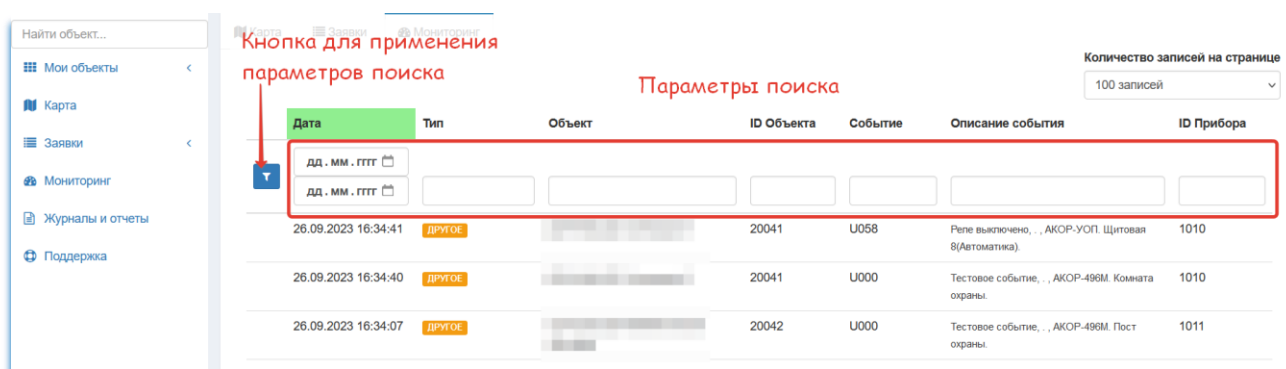 Найти объект...
Мои объекты
Карта
Заявки
Мониторинг
Журналы и отчеты
Поддержка
Карта Заявки Мониторинг
Кнопка для применения
параметров поиска
Параметры поиска
Количество записей на странице
100 записей
Дата Тип Объект ID Объекта Событие Описание события ID Прибора
дд.мм.гггг
дд.мм.гггг
26.09.2023 16:34:41 ДРУГОЕ 20041 U058 Реле выключено, . , АКОР-УОП. Щитовая 1010
8(Автоматика).
26.09.2023 16:34:40 ДРУГОЕ 20041 U000 Тестовое событие, . , АКОР-496М. Комната 1010
охраны.
26.09.2023 16:34:07 ДРУГОЕ 20042 U000 Тестовое событие, . , АКОР-496М. Пост 1011
охраны.